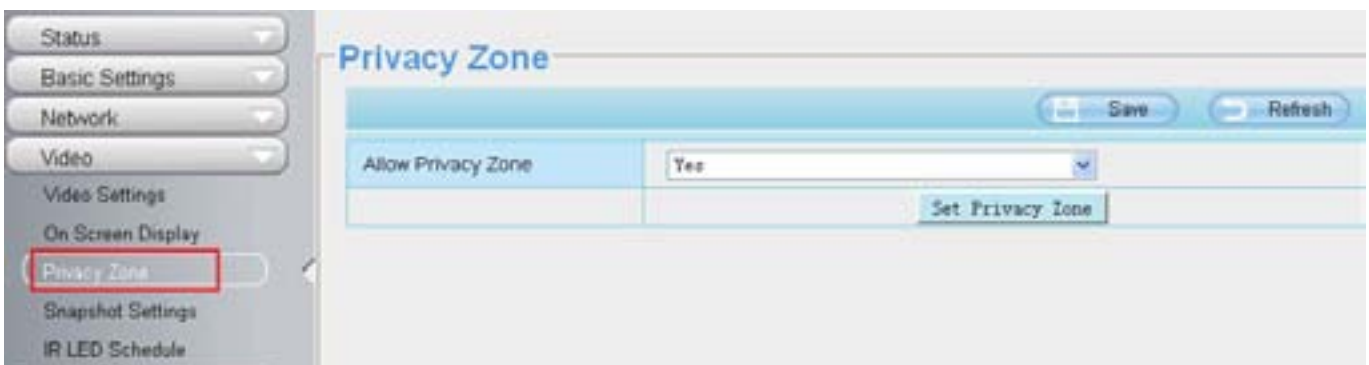 Status
Basic Settings
Network
Video
Video Settings
On Screen Display
Privacy Zone
Snapshot Settings
IR LED Schedule
Privacy Zone
Save
Refresh
Allow Privacy Zone
Yes
Set Privacy Zone